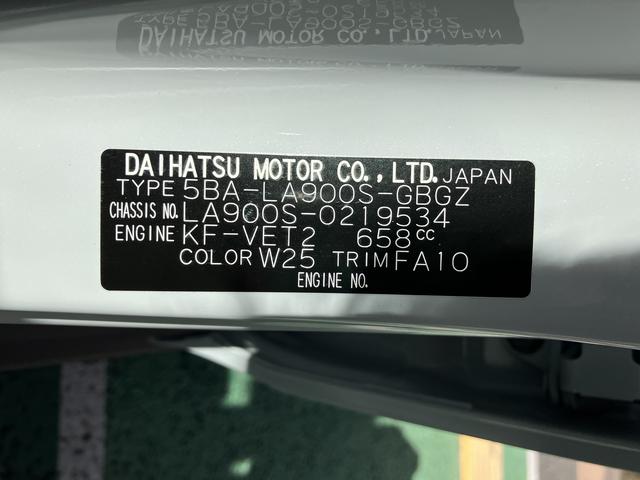 DAIHATSU MOTOR CO., LTD. JAPAN
TYPE 5BA-LA900S-GBGZ
CHASSIS NO. LA900S-0219534
ENGINE KF-VET2 658cc
COLOR W25 TRIM FA10
ENGINE NO.